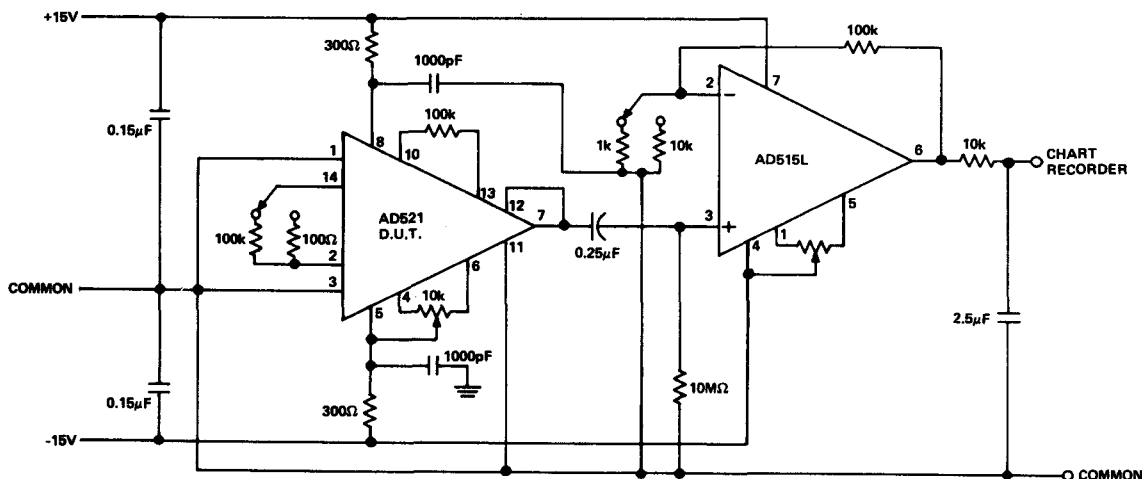 +15V
300Ω
1000pF
100k
0.15µF
8
100k
10
13
1
14
AD521
D.U.T.
12
7
11
100k
100Ω
2
3
6
4
10k
5
COMMON
0.25µF
1k
10k
2
7
AD515L
6
10k
CHART
RECORDER
3
5
1
4
2.5µF
1000pF
10MΩ
0.15µF
300Ω
-15V
COMMON